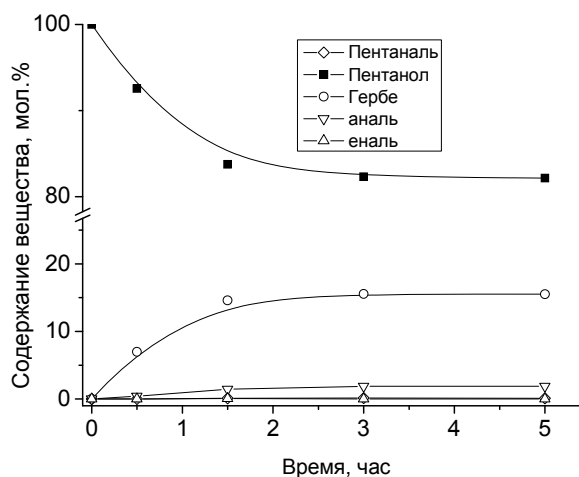 100
80
20
10
0
Содержание вещества, мол.%
Пентаналь
Пентанол
Гербе
аналь
еналь
0 1 2 3 4 5
Время, час